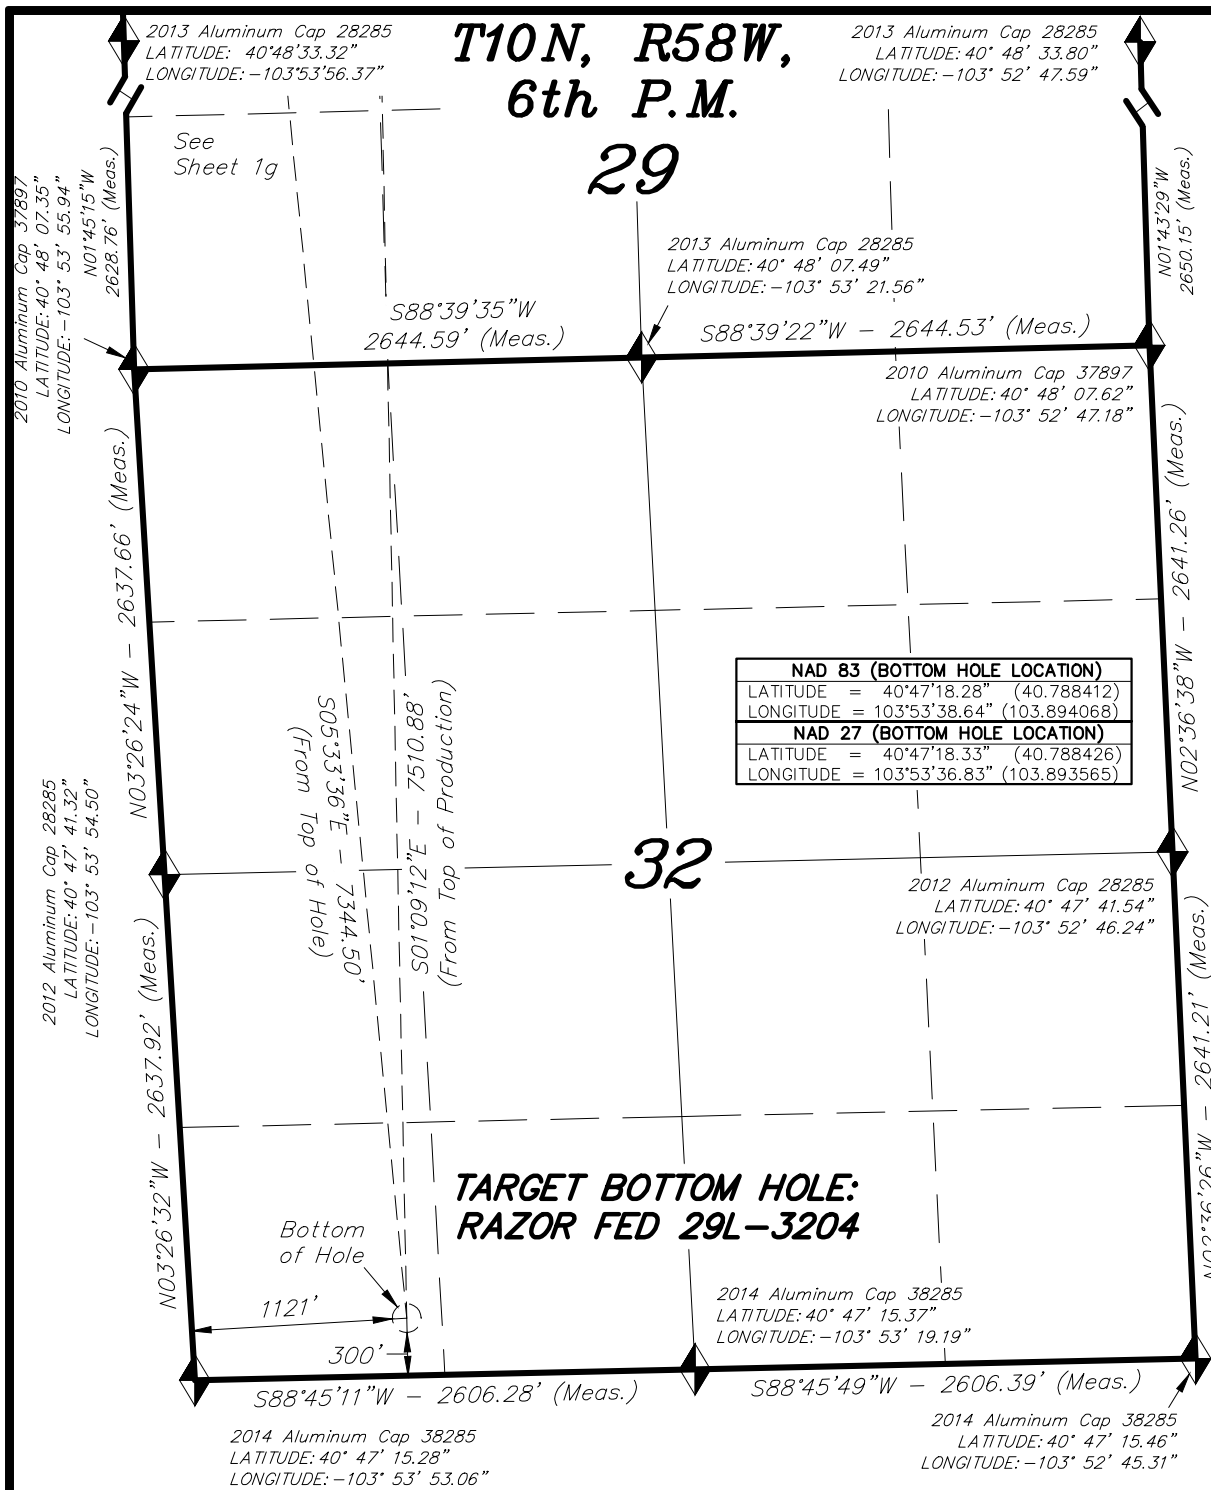 2013 Aluminum Cap 28285
LATITUDE: 40°48'33.32"
LONGITUDE: -103°53'56.37"
T10N, R58W,
6th P.M.
2013 Aluminum Cap 28285
LATITUDE: 40° 48' 33.80"
LONGITUDE: -103° 52' 47.59"
See
Sheet 1g
29
2010 Aluminum Cap 37897
LATITUDE: 40° 48' 07.35"
LONGITUDE: -103° 53' 55.94"
N01°45'15"W
2628.76' (Meas.)
N01°43'29"W
2650.15' (Meas.)
2013 Aluminum Cap 28285
LATITUDE: 40° 48' 07.49"
LONGITUDE: -103° 53' 21.56"
S88°39'35"W
2644.59' (Meas.)
S88°39'22"W - 2644.53' (Meas.)
2010 Aluminum Cap 37897
LATITUDE: 40° 48' 07.62"
LONGITUDE: -103° 52' 47.18"
N03°26'24"W - 2637.66' (Meas.)
N02°36'38"W - 2641.26' (Meas.)
NAD 83 (BOTTOM HOLE LOCATION)
LATITUDE = 40°47'18.28" (40.788412)
LONGITUDE = 103°53'38.64" (103.894068)
NAD 27 (BOTTOM HOLE LOCATION)
LATITUDE = 40°47'18.33" (40.788426)
LONGITUDE = 103°53'36.83" (103.893565)
S05°33'36"E - 7344.50'
(From Top of Hole)
S01°09'12"E - 7510.88'
(From Top of Production)
32
2012 Aluminum Cap 28285
LATITUDE: 40° 47' 41.32"
LONGITUDE: -103° 53' 54.50"
2012 Aluminum Cap 28285
LATITUDE: 40° 47' 41.54"
LONGITUDE: -103° 52' 46.24"
N03°26'32"W - 2637.92' (Meas.)
N02°36'26"W - 2641.21' (Meas.)
TARGET BOTTOM HOLE:
RAZOR FED 29L-3204
Bottom
of Hole
1121'
300'
2014 Aluminum Cap 38285
LATITUDE: 40° 47' 15.37"
LONGITUDE: -103° 53' 19.19"
S88°45'11"W - 2606.28' (Meas.)
S88°45'49"W - 2606.39' (Meas.)
2014 Aluminum Cap 38285
LATITUDE: 40° 47' 15.28"
LONGITUDE: -103° 53' 53.06"
2014 Aluminum Cap 38285
LATITUDE: 40° 47' 15.46"
LONGITUDE: -103° 52' 45.31"